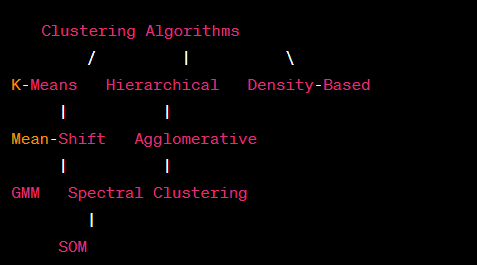 Clustering Algorithms
/ | \
K-Means Hierarchical Density-Based
| |
Mean-Shift Agglomerative
| |
GMM Spectral Clustering
|
SOM